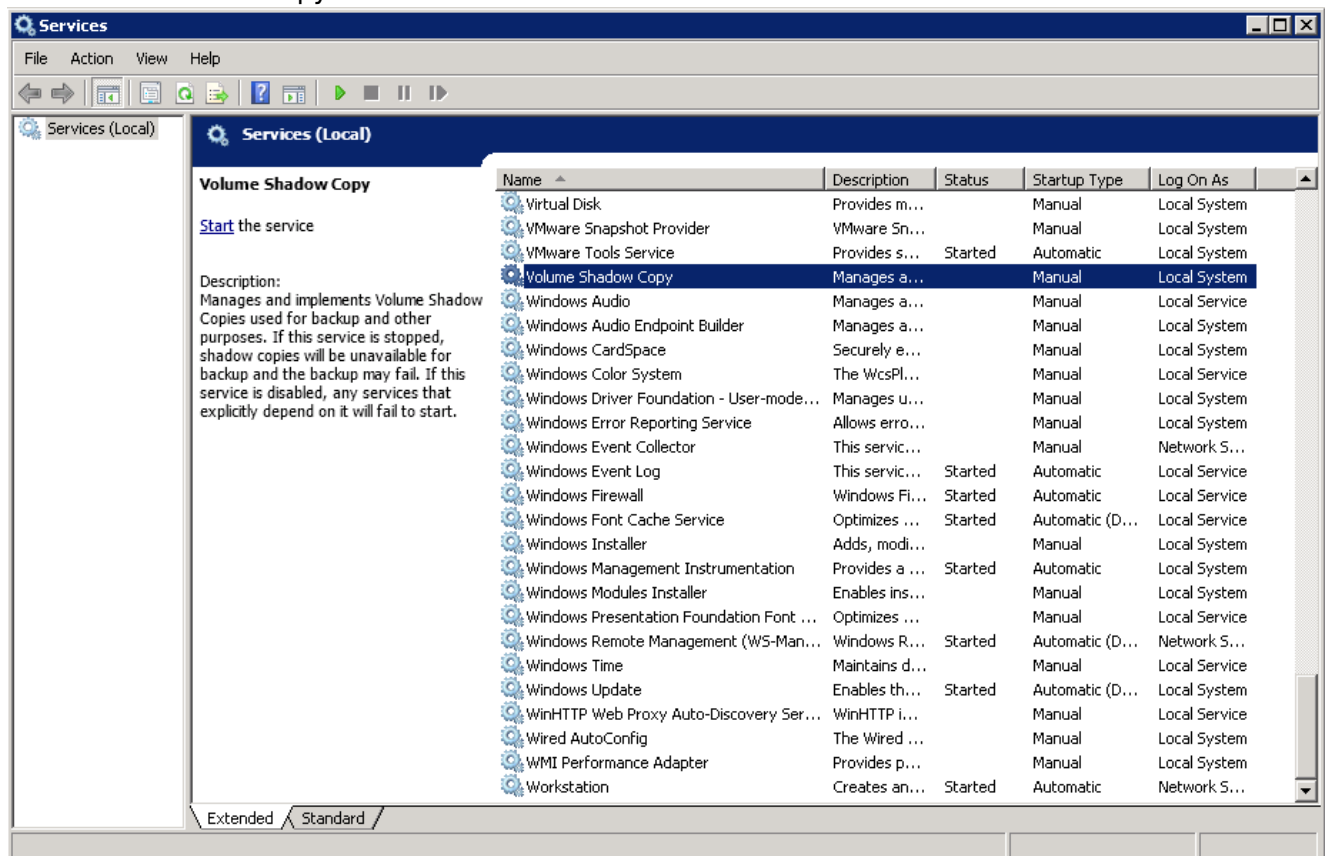 Services
File Action View Help
Services (Local)
Services (Local)
Volume Shadow Copy
Start the service
Description:
Manages and implements Volume Shadow
Copies used for backup and other
purposes. If this service is stopped,
shadow copies will be unavailable for
backup and the backup may fail. If this
service is disabled, any services that
explicitly depend on it will fail to start.
Name Description Status Startup Type Log On As
Virtual Disk Provides m... Manual Local System
VMware Snapshot Provider VMware Sn... Manual Local System
VMware Tools Service Provides s... Started Automatic Local System
Volume Shadow Copy Manages a... Manual Local System
Windows Audio Manages a... Manual Local Service
Windows Audio Endpoint Builder Manages a... Manual Local System
Windows CardSpace Securely e... Manual Local System
Windows Color System The WcsPl... Manual Local Service
Windows Driver Foundation - User-mode... Manages u... Manual Local System
Windows Error Reporting Service Allows erro... Manual Local System
Windows Event Collector This servic... Manual Network S...
Windows Event Log This servic... Started Automatic Local Service
Windows Firewall Windows Fi... Started Automatic Local Service
Windows Font Cache Service Optimizes ... Started Automatic (D... Local Service
Windows Installer Adds, modi... Manual Local System
Windows Management Instrumentation Provides a ... Started Automatic Local System
Windows Modules Installer Enables ins... Manual Local System
Windows Presentation Foundation Font ... Optimizes ... Manual Local Service
Windows Remote Management (WS-Man... Windows R... Started Automatic (D... Network S...
Windows Time Maintains d... Manual Local Service
Windows Update Enables th... Started Automatic (D... Local System
WinHTTP Web Proxy Auto-Discovery Ser... WinHTTP i... Manual Local Service
Wired AutoConfig The Wired ... Manual Local System
WMI Performance Adapter Provides p... Manual Local System
Workstation Creates an... Started Automatic Network S...
Extended Standard